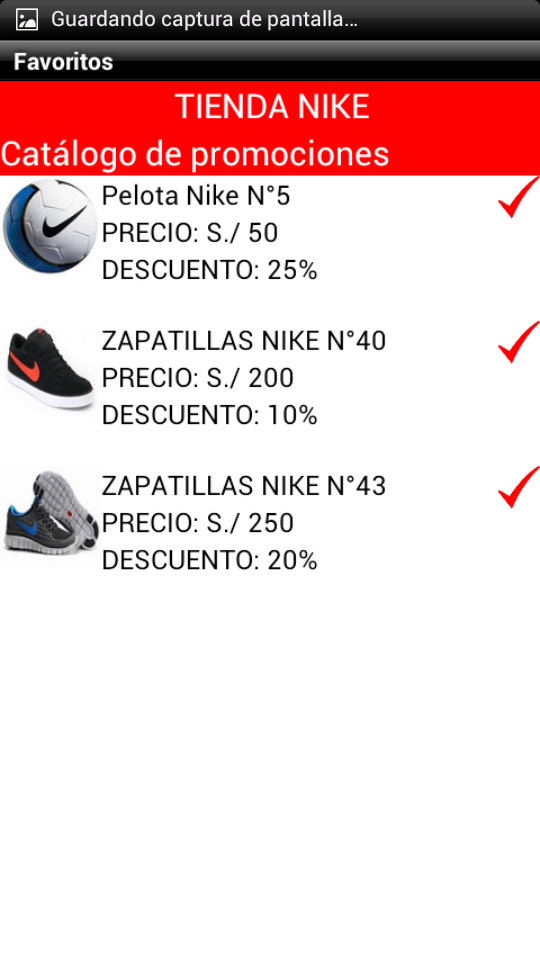 Guardando captura de pantalla...
Favoritos
TIENDA NIKE
Catálogo de promociones
Pelota Nike N°5
PRECIO: S./ 50
DESCUENTO: 25%
ZAPATILLAS NIKE N°40
PRECIO: S./ 200
DESCUENTO: 10%
ZAPATILLAS NIKE N°43
PRECIO: S./ 250
DESCUENTO: 20%